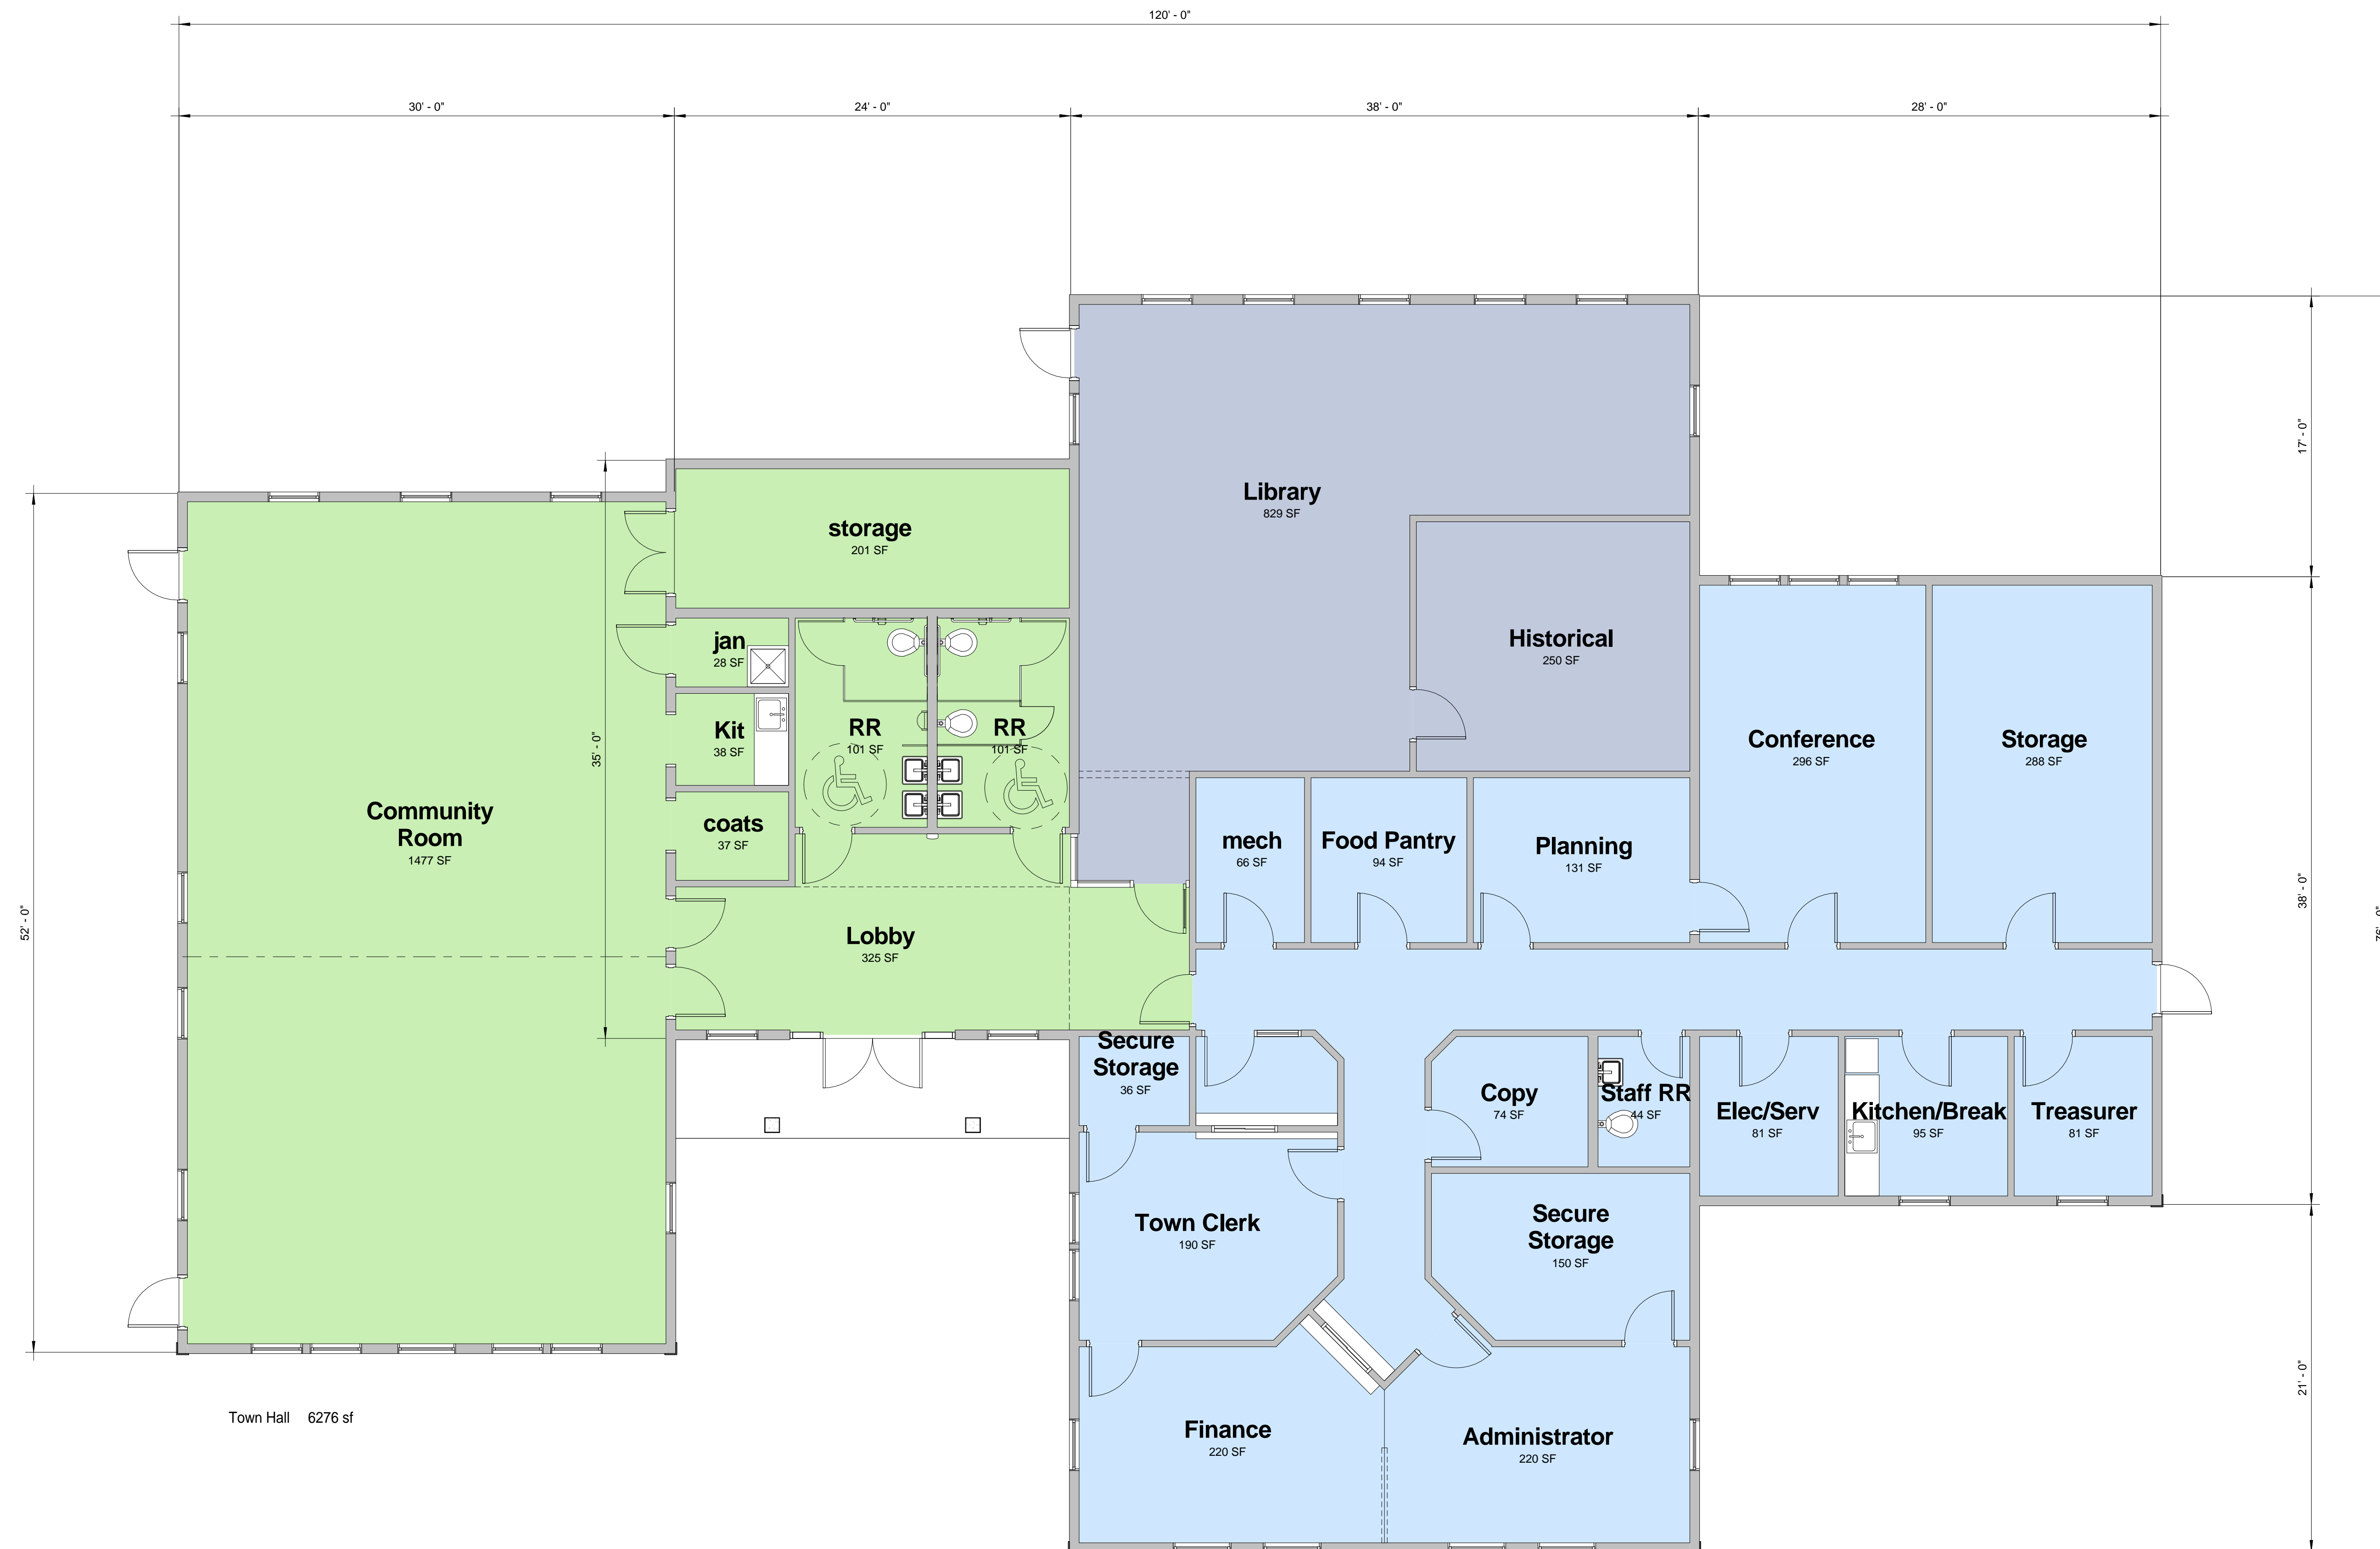 120' - 0"
30' - 0"
24' - 0"
38' - 0"
28' - 0"
17' - 0"
Library
829 SF
storage
201 SF
jan
28 SF
Historical
250 SF
Kit
38 SF
RR
101 SF
RR
101 SF
35' - 0"
Conference
296 SF
Storage
288 SF
Community
Room
1477 SF
coats
37 SF
mech
66 SF
Food Pantry
94 SF
Planning
131 SF
38' - 0"
52' - 0"
76' - 0"
Lobby
325 SF
Secure
Storage
36 SF
Copy
74 SF
Staff RR
44 SF
Elec/Serv
81 SF
Kitchen/Break
95 SF
Treasurer
81 SF
Town Clerk
190 SF
Secure
Storage
150 SF
21' - 0"
Town Hall 6276 sf
Finance
220 SF
Administrator
220 SF